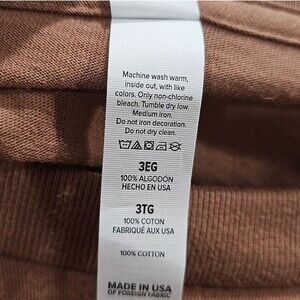 Machine wash warm,
inside out, with like
colors. Only non-chlorine
bleach. Tumble dry low.
Medium iron.
Do not iron decoration.
Do not dry clean.
3EG
100% ALGODÓN
HECHO EN USA
3TG
100% COTON
FABRIQUÉ AUX USA
100% COTTON
MADE IN USA
OF FOREIGN FABRIC